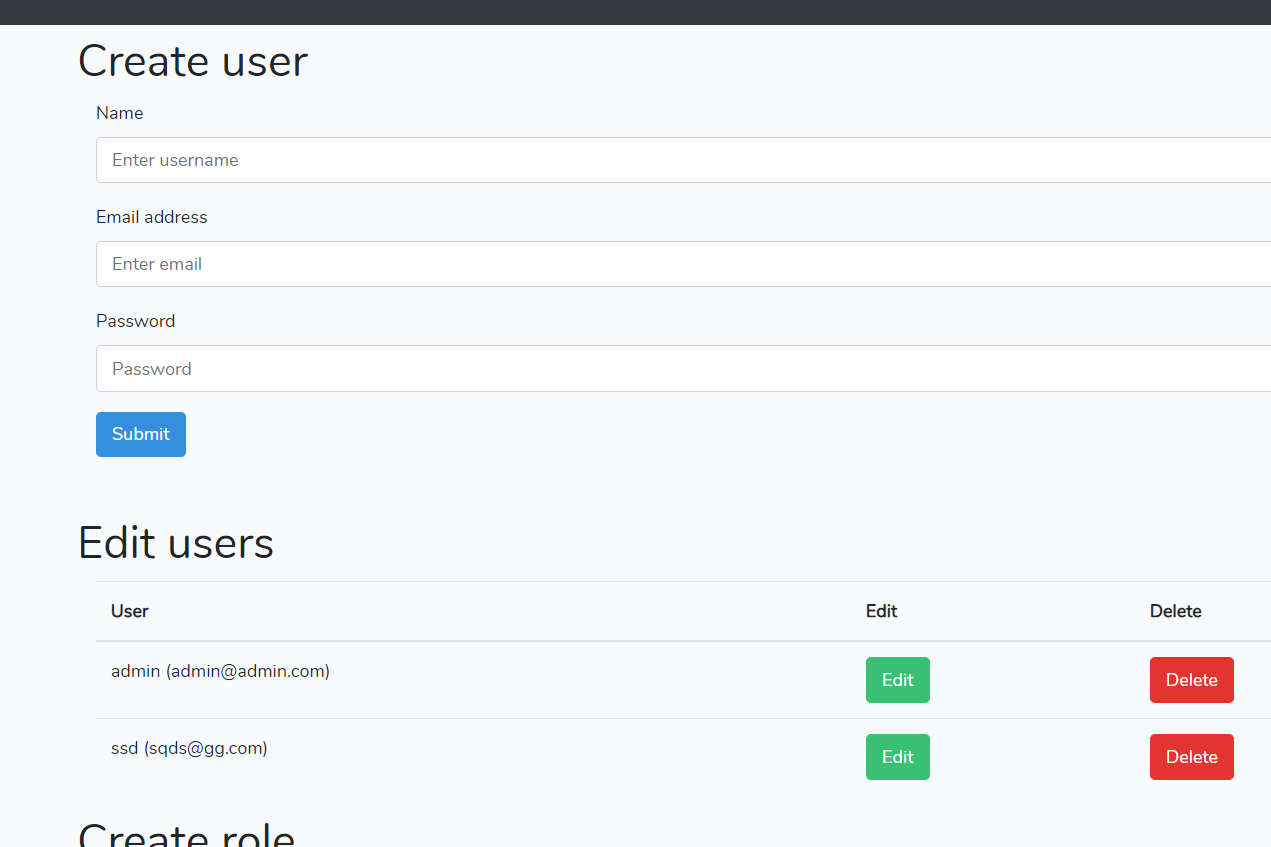 Create user
Name
Enter username
Email address
Enter email
Password
Password
Submit
Edit users
User Edit Delete
admin (admin@admin.com) Edit Delete
ssd (sqds@gg.com) Edit Delete
Create role